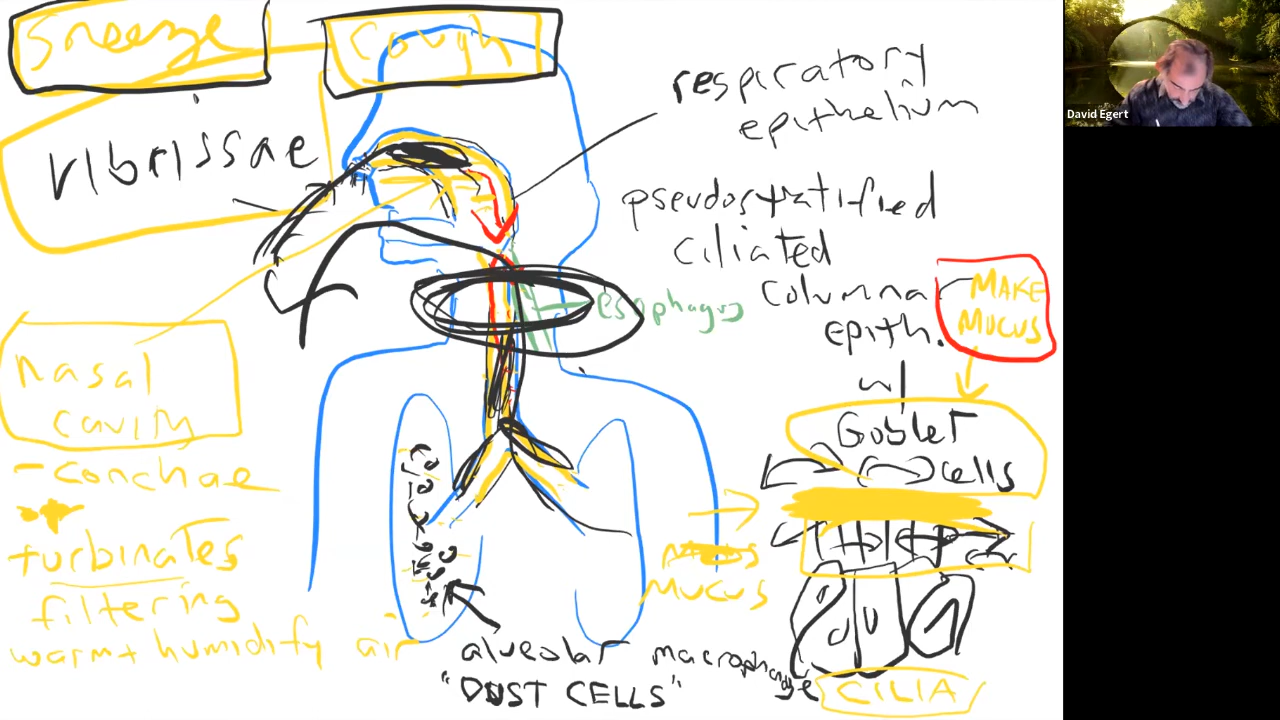 Sneeze
Cough
vibrissae
respiratory
epithelium
pseudostratified
ciliated
columna
epith.
w/
Goblet
cells
MAKE
MUCUS
esophagus
nasal
cavity
- conchae
turbinates
filtering
warm + humidify air
MUCUS
alveolar macrophage
"DUST CELLS"
CILIA
David Egert